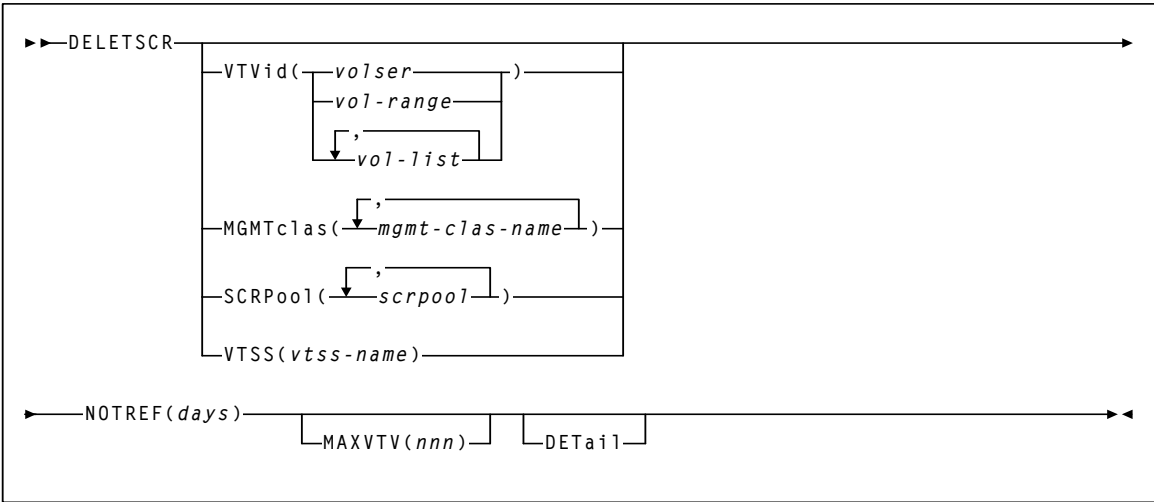 DELETSCR
VTVid( volser )
vol-range
,
vol-list
,
MGMTclas( mgmt-clas-name )
,
SCRPool( scrpool )
VTSS(vtss-name)
NOTREF(days)
MAXVTV(nnn) DETail